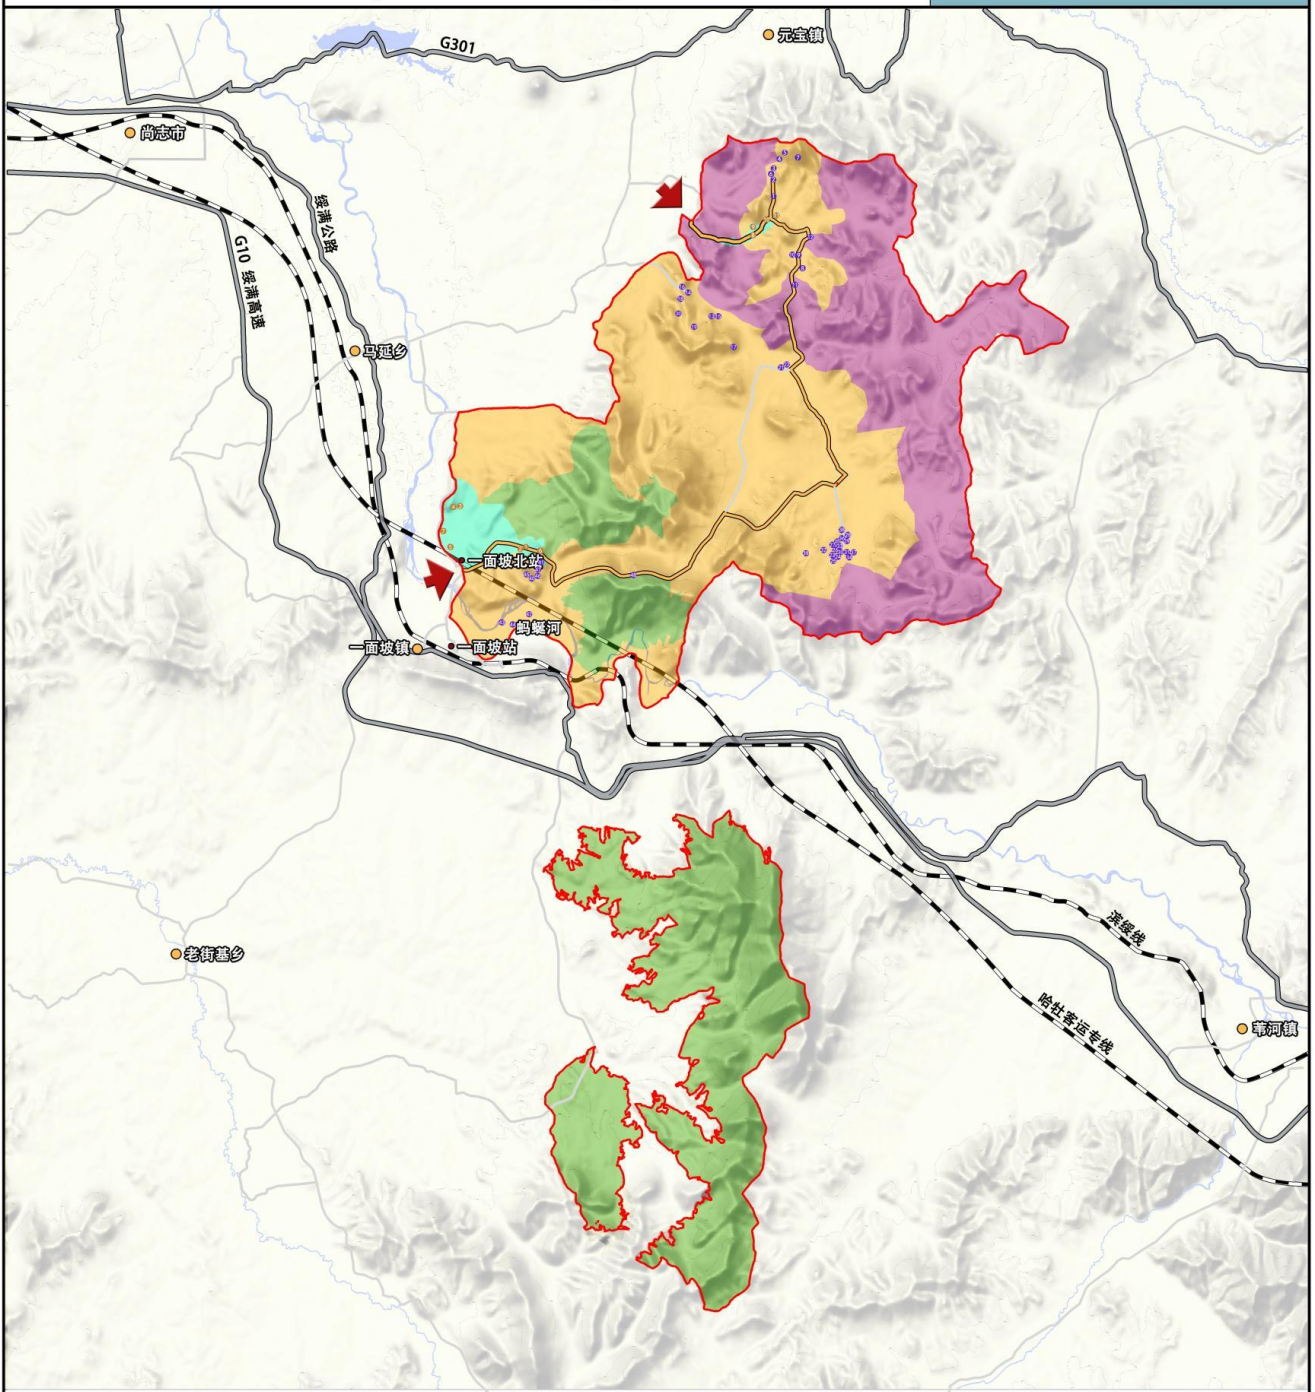 元宝镇
G301
尚志市
绥满公路
G10 绥满高速
马延乡
一面坡北站
蚂蜒河
一面坡镇
一面坡站
滨绥线
老街基乡
哈牡客运专线
苇河镇